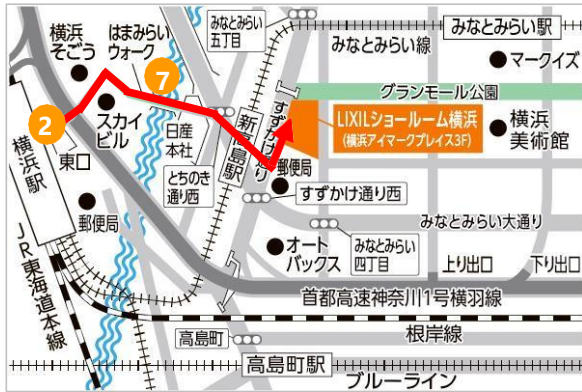 横浜
そごう
はまみらい
ウォーク
みなとみらい
五丁目
みなとみらい駅
みなとみらい線
マークイズ
グランモール公園
7
2
スカイ
ビル
日産
本社
新高島駅
すずかけ通り
LIXILショールーム横浜
(横浜アイマークプレイス3F)
横浜
美術館
横浜駅
東口
とちのき
通り西
郵便局
郵便局
すずかけ通り西
みなとみらい大通り
オート
バックス
みなとみらい
四丁目
上り出口
下り出口
JR東海道本線
首都高速神奈川1号横羽線
高島町
根岸線
高島町駅
ブルーライン